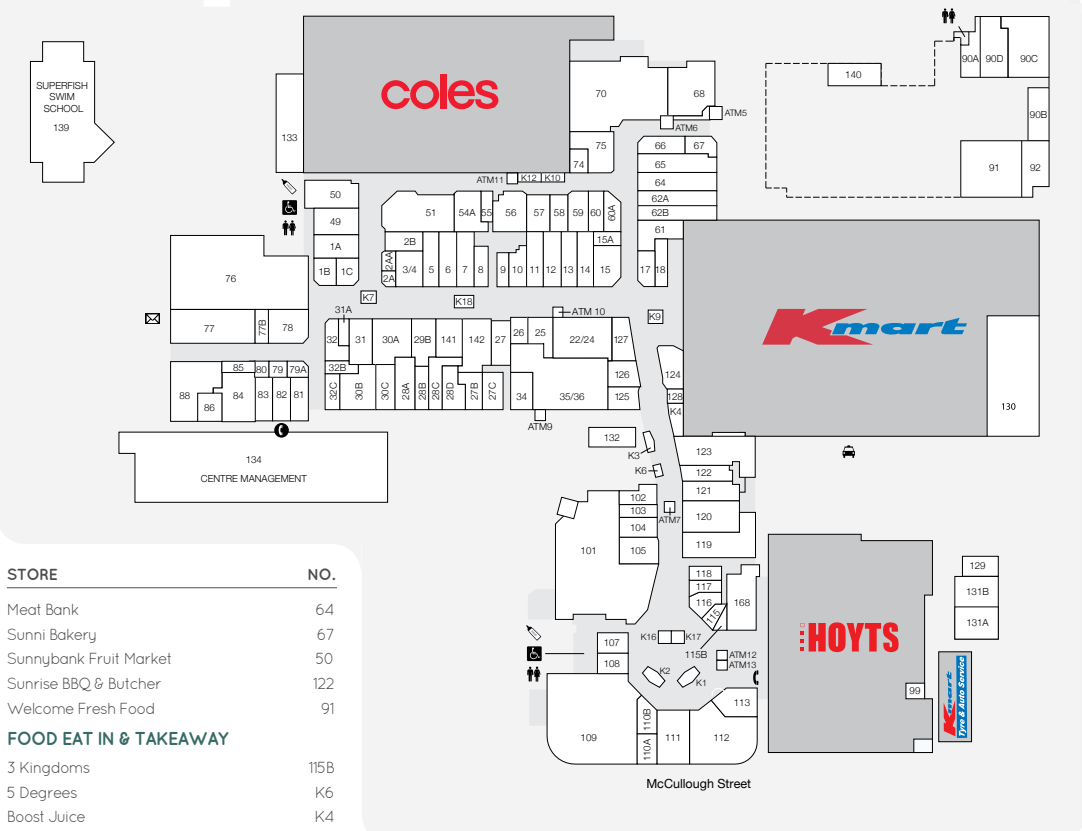 coles
70
68
ATM5
ATM6
75
74
133
ATM11
K12
K10
66
67
65
64
62A
62B
61
17
18
140
90A
90D
90C
90B
91
92
SUPERFISH
SWIM
SCHOOL
139
50
49
1A
1B
1C
51
54A
55
56
57
58
59
60
60A
2B
2AA
2A
3/4
5
6
7
8
9
10
11
12
13
14
15A
15
76
77
77B
78
K7
K18
K9
ATM 10
31A
32
31
30A
29B
141
142
27
26
25
22/24
127
32B
32C
30B
30C
28A
28B
28C
28D
27B
27C
34
35/36
126
125
124
128
K4
kmart
130
85
80
79
79A
88
86
84
83
82
81
ATM9
132
K3
K6
134
CENTRE MANAGEMENT
123
122
121
120
119
ATM7
102
103
104
105
101
118
117
116
115
168
115B
K16
K17
ATM12
ATM13
K2
K1
107
108
109
110B
110A
111
112
113
HOYTS
99
129
131B
131A
kmart
Tyre & Auto Service
McCullough Street
STORE NO.
Meat Bank 64
Sunni Bakery 67
Sunnybank Fruit Market 50
Sunrise BBQ & Butcher 122
Welcome Fresh Food 91
FOOD EAT IN & TAKEAWAY
3 Kingdoms 115B
5 Degrees K6
Boost Juice K4